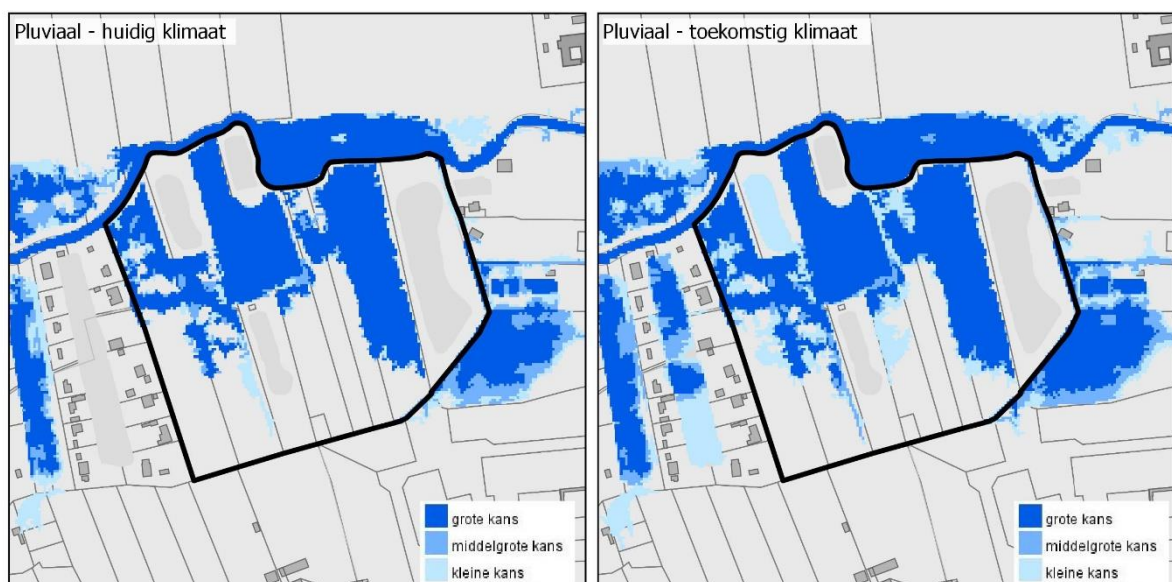 Pluviaal - huidig klimaat
grote kans
middelgrote kans
kleine kans
Pluviaal - toekomstig klimaat
grote kans
middelgrote kans
kleine kans